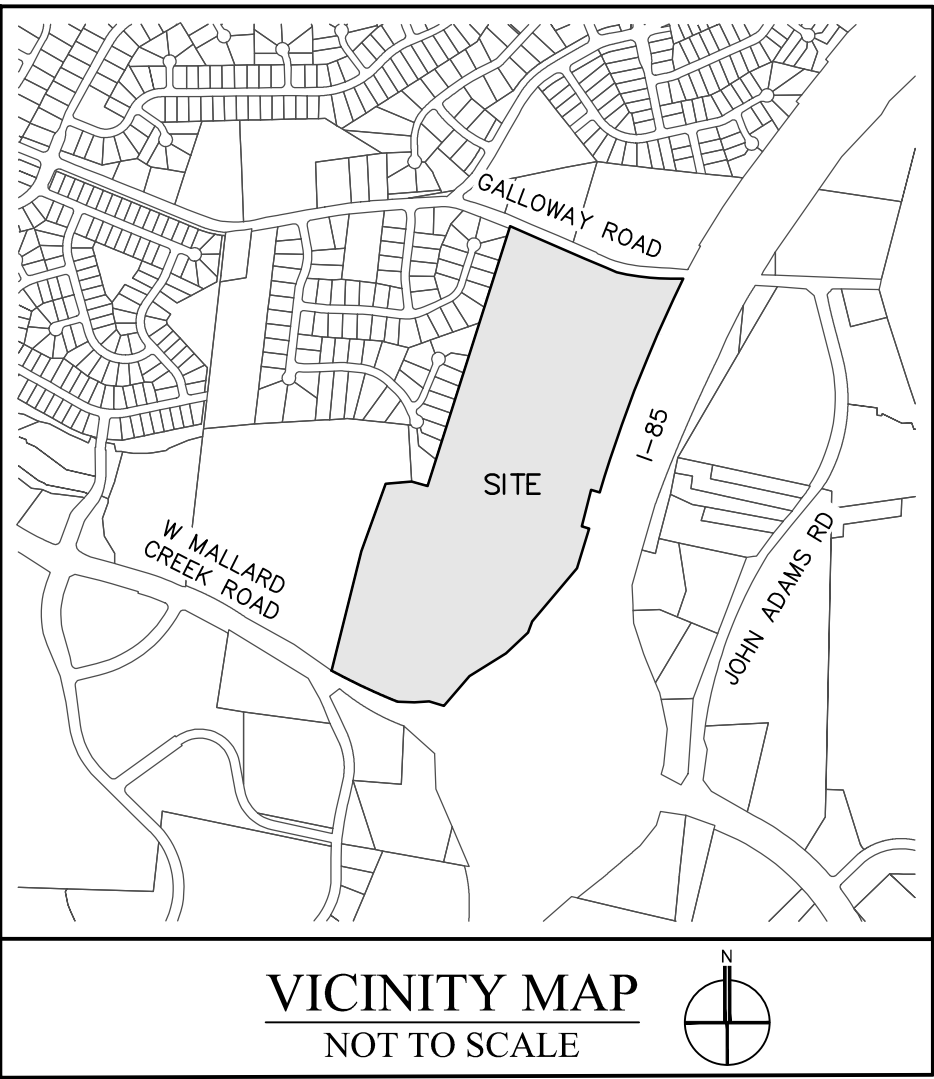 GALLOWAY ROAD
I-85
SITE
W MALLARD
CREEK ROAD
JOHN ADAMS RD
VICINITY MAP
NOT TO SCALE
N